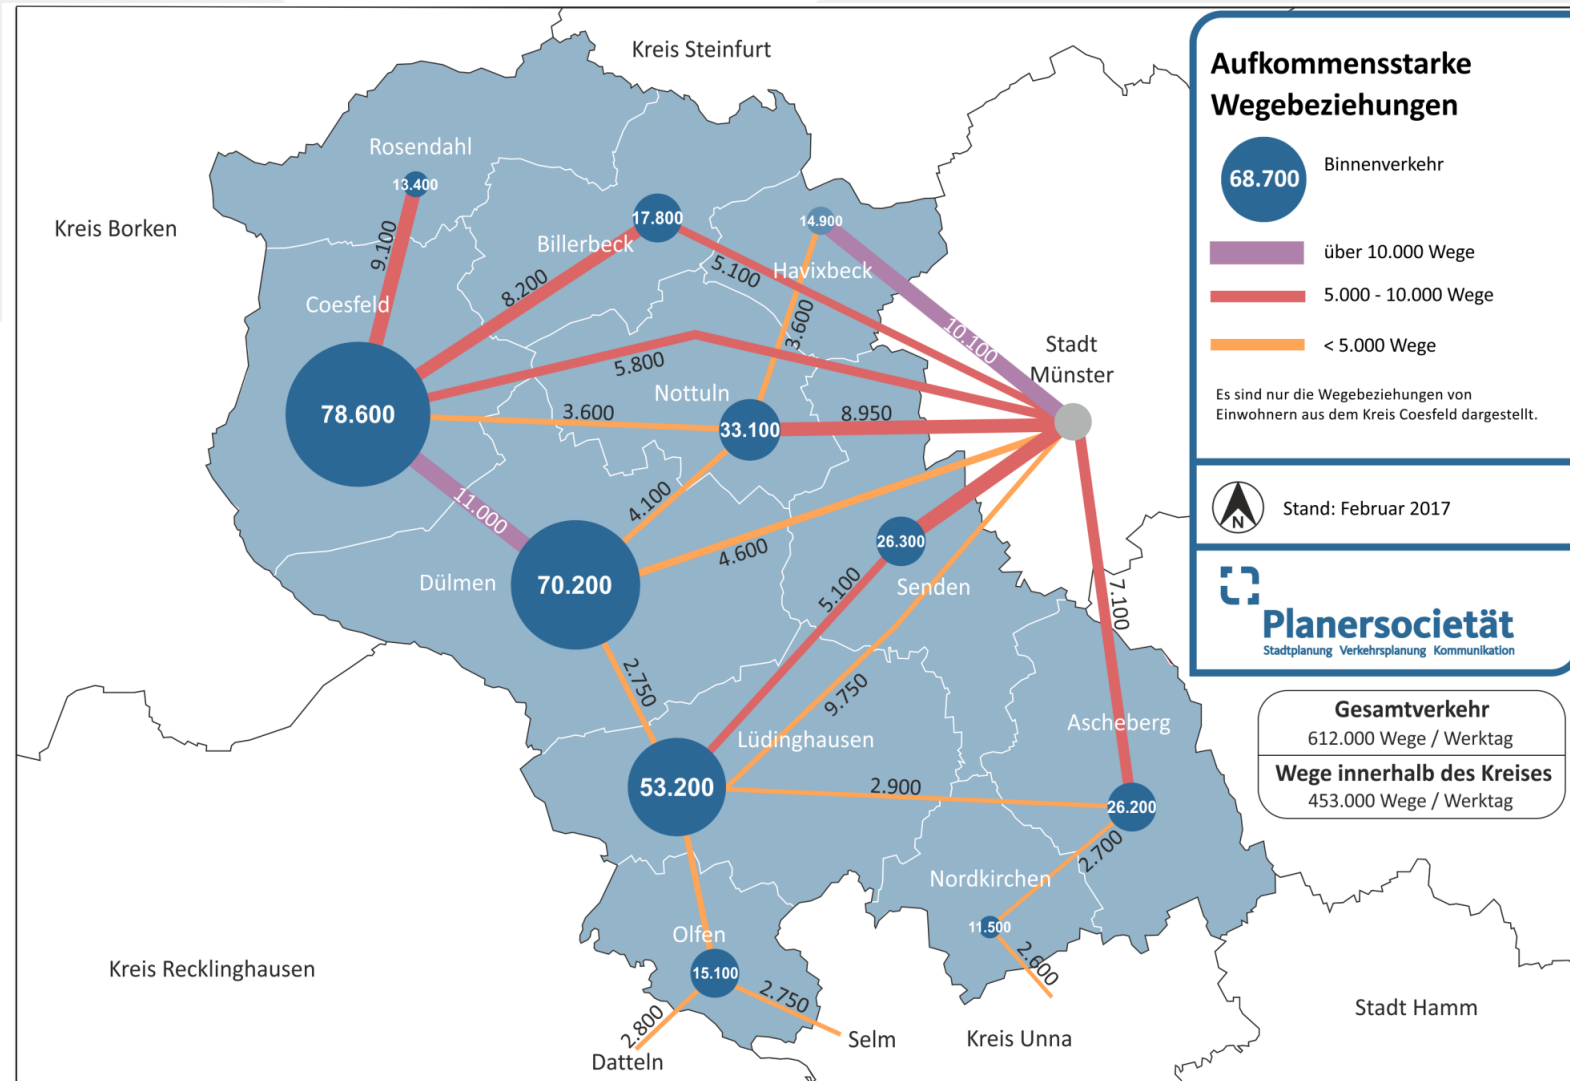 Kreis Steinfurt
Kreis Borken
Rosendahl
13.400
9.100
Coesfeld
78.600
17.800
Billerbeck
8.200
5.100
14.900
Havixbeck
3.600
10.100
Stadt
Münster
5.800
Nottuln
3.600
33.100
8.950
11.000
4.100
4.600
Dülmen
70.200
26.300
Senden
5.100
7.100
2.750
9.750
Lüdinghausen
53.200
2.900
Ascheberg
26.200
2.700
Nordkirchen
11.500
2.600
Olfen
15.100
2.750
2.800
Datteln
Selm
Kreis Unna
Kreis Recklinghausen
Stadt Hamm
Aufkommensstarke
Wegebeziehungen
68.700
Binnenverkehr
über 10.000 Wege
5.000 - 10.000 Wege
< 5.000 Wege
Es sind nur die Wegebeziehungen von
Einwohnern aus dem Kreis Coesfeld dargestellt.
N
Stand: Februar 2017
Planersocietät
Stadtplanung Verkehrsplanung Kommunikation
Gesamtverkehr
612.000 Wege / Werktag
Wege innerhalb des Kreises
453.000 Wege / Werktag